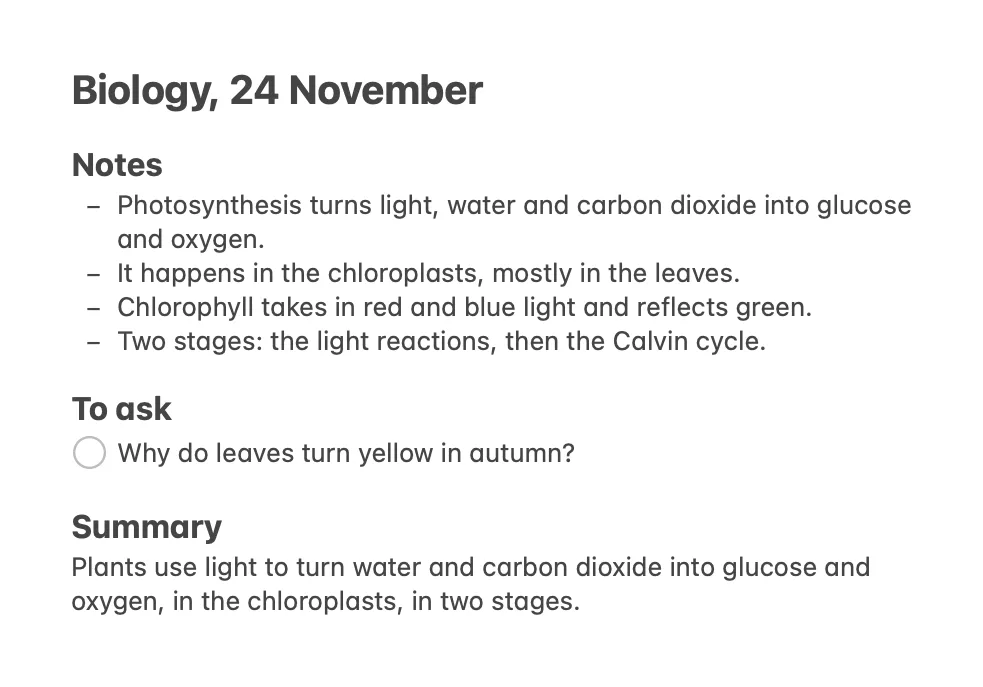 Biology, 24 November
Notes
– Photosynthesis turns light, water and carbon dioxide into glucose
and oxygen.
– It happens in the chloroplasts, mostly in the leaves.
– Chlorophyll takes in red and blue light and reflects green.
– Two stages: the light reactions, then the Calvin cycle.
To ask
Why do leaves turn yellow in autumn?
Summary
Plants use light to turn water and carbon dioxide into glucose and
oxygen, in the chloroplasts, in two stages.